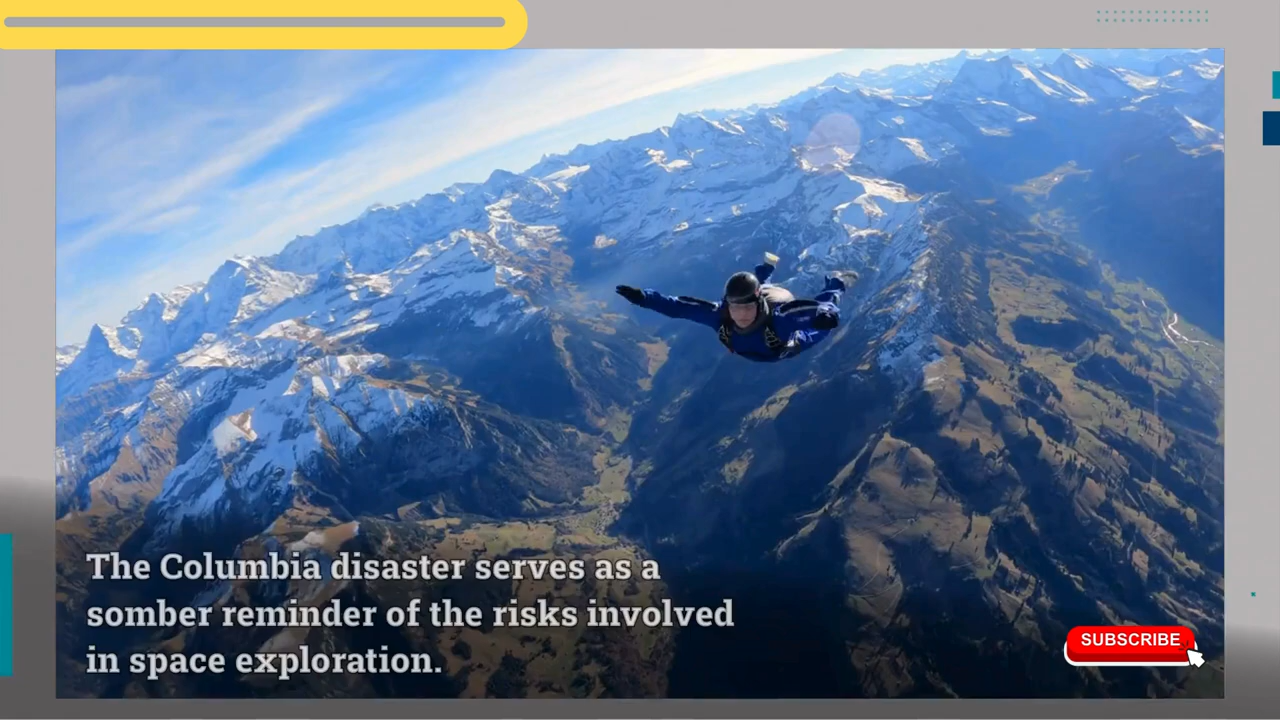 The Columbia disaster serves as a
somber reminder of the risks involved
in space exploration.
SUBSCRIBE